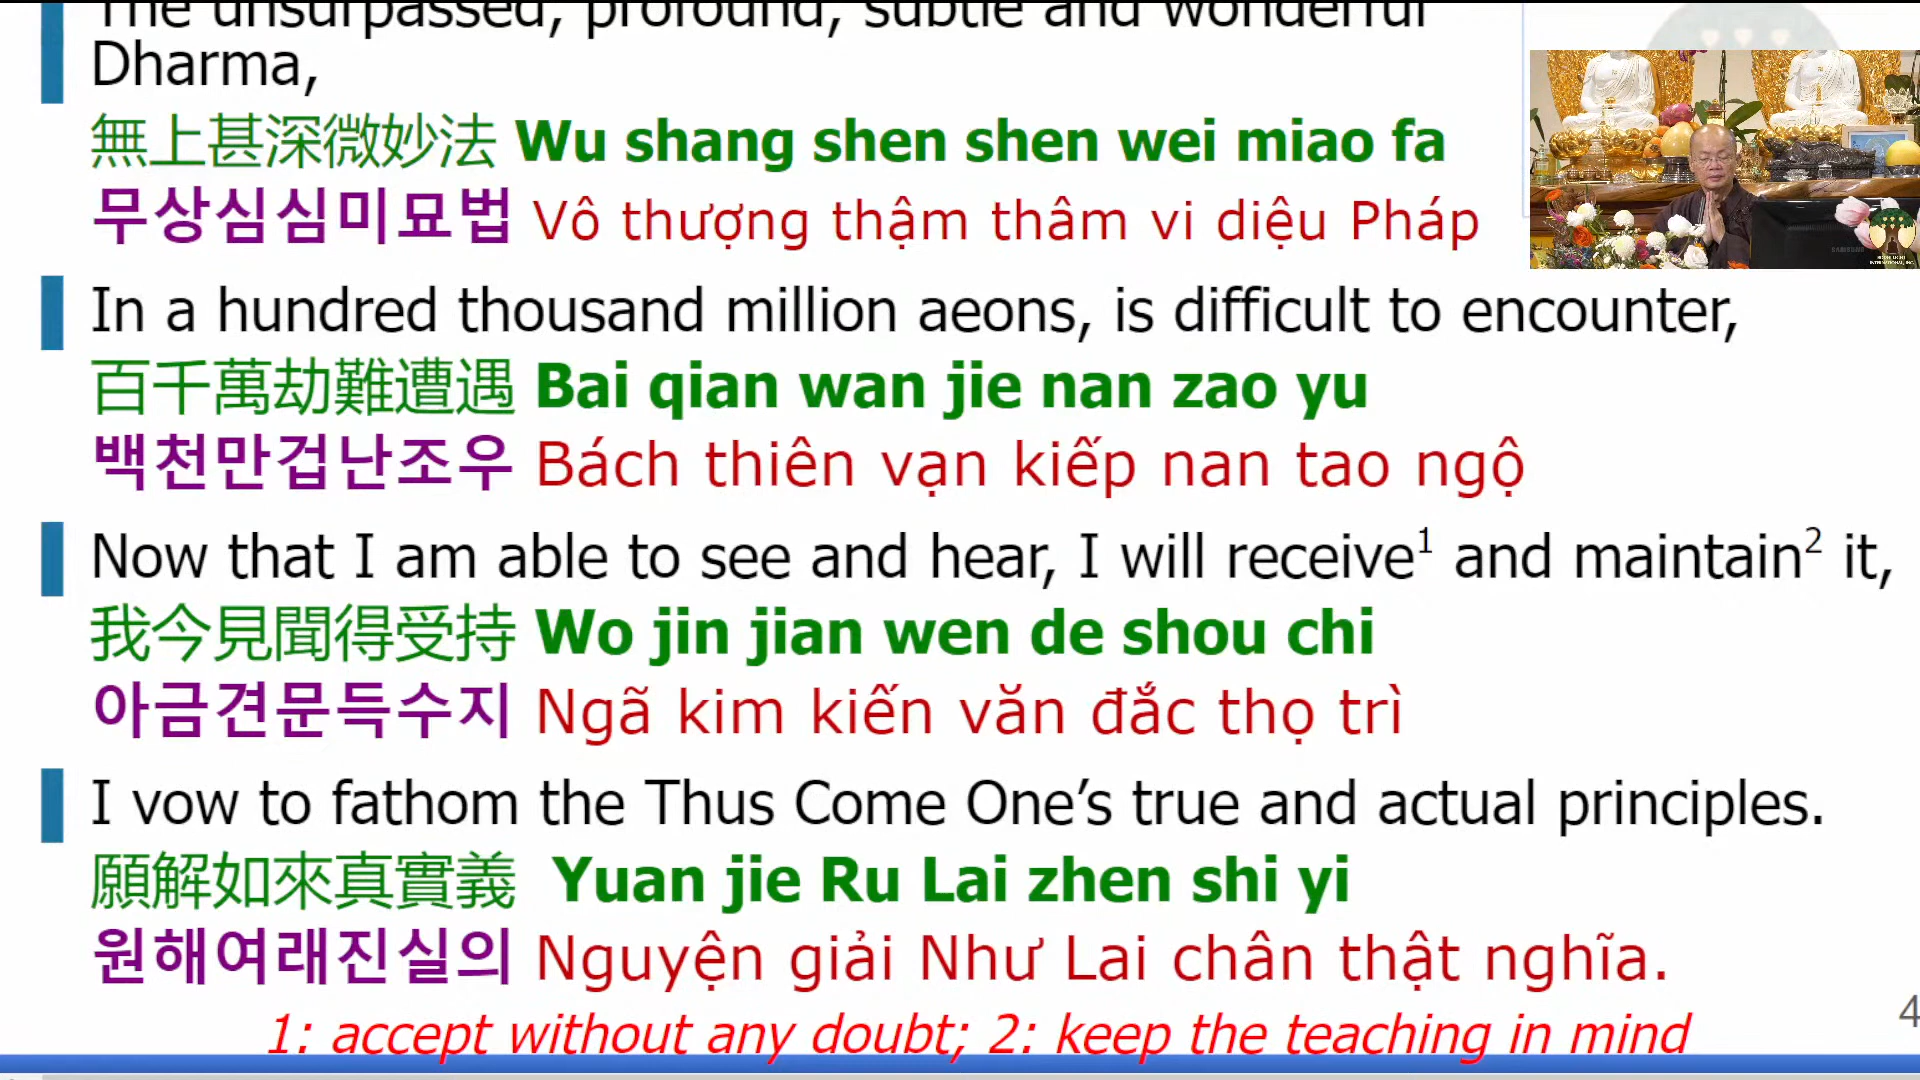 The unsurpassed, profound, subtle and wonderful
Dharma,
無上甚深微妙法 Wu shang shen shen wei miao fa
무상심심미묘법 Vô thượng thậm thâm vi diệu Pháp
In a hundred thousand million aeons, is difficult to encounter,
百千萬劫難遭遇 Bai qian wan jie nan zao yu
백천만겁난조우 Bách thiên vạn kiếp nan tao ngộ
Now that I am able to see and hear, I will receive¹ and maintain² it,
我今見聞得受持 Wo jin jian wen de shou chi
아금견문득수지 Ngã kim kiến văn đắc thọ trì
I vow to fathom the Thus Come One’s true and actual principles.
願解如來真實義 Yuan jie Ru Lai zhen shi yi
원해여래진실의 Nguyện giải Như Lai chân thật nghĩa.
1: accept without any doubt; 2: keep the teaching in mind
4